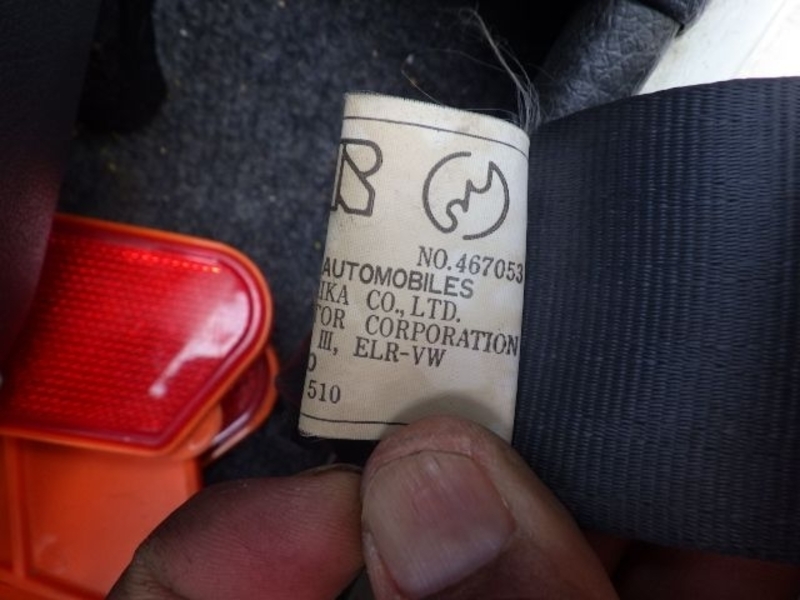 R
NO.467053
AUTOMOBILES
IKA CO., LTD.
TOR CORPORATION
III, ELR-VW
510